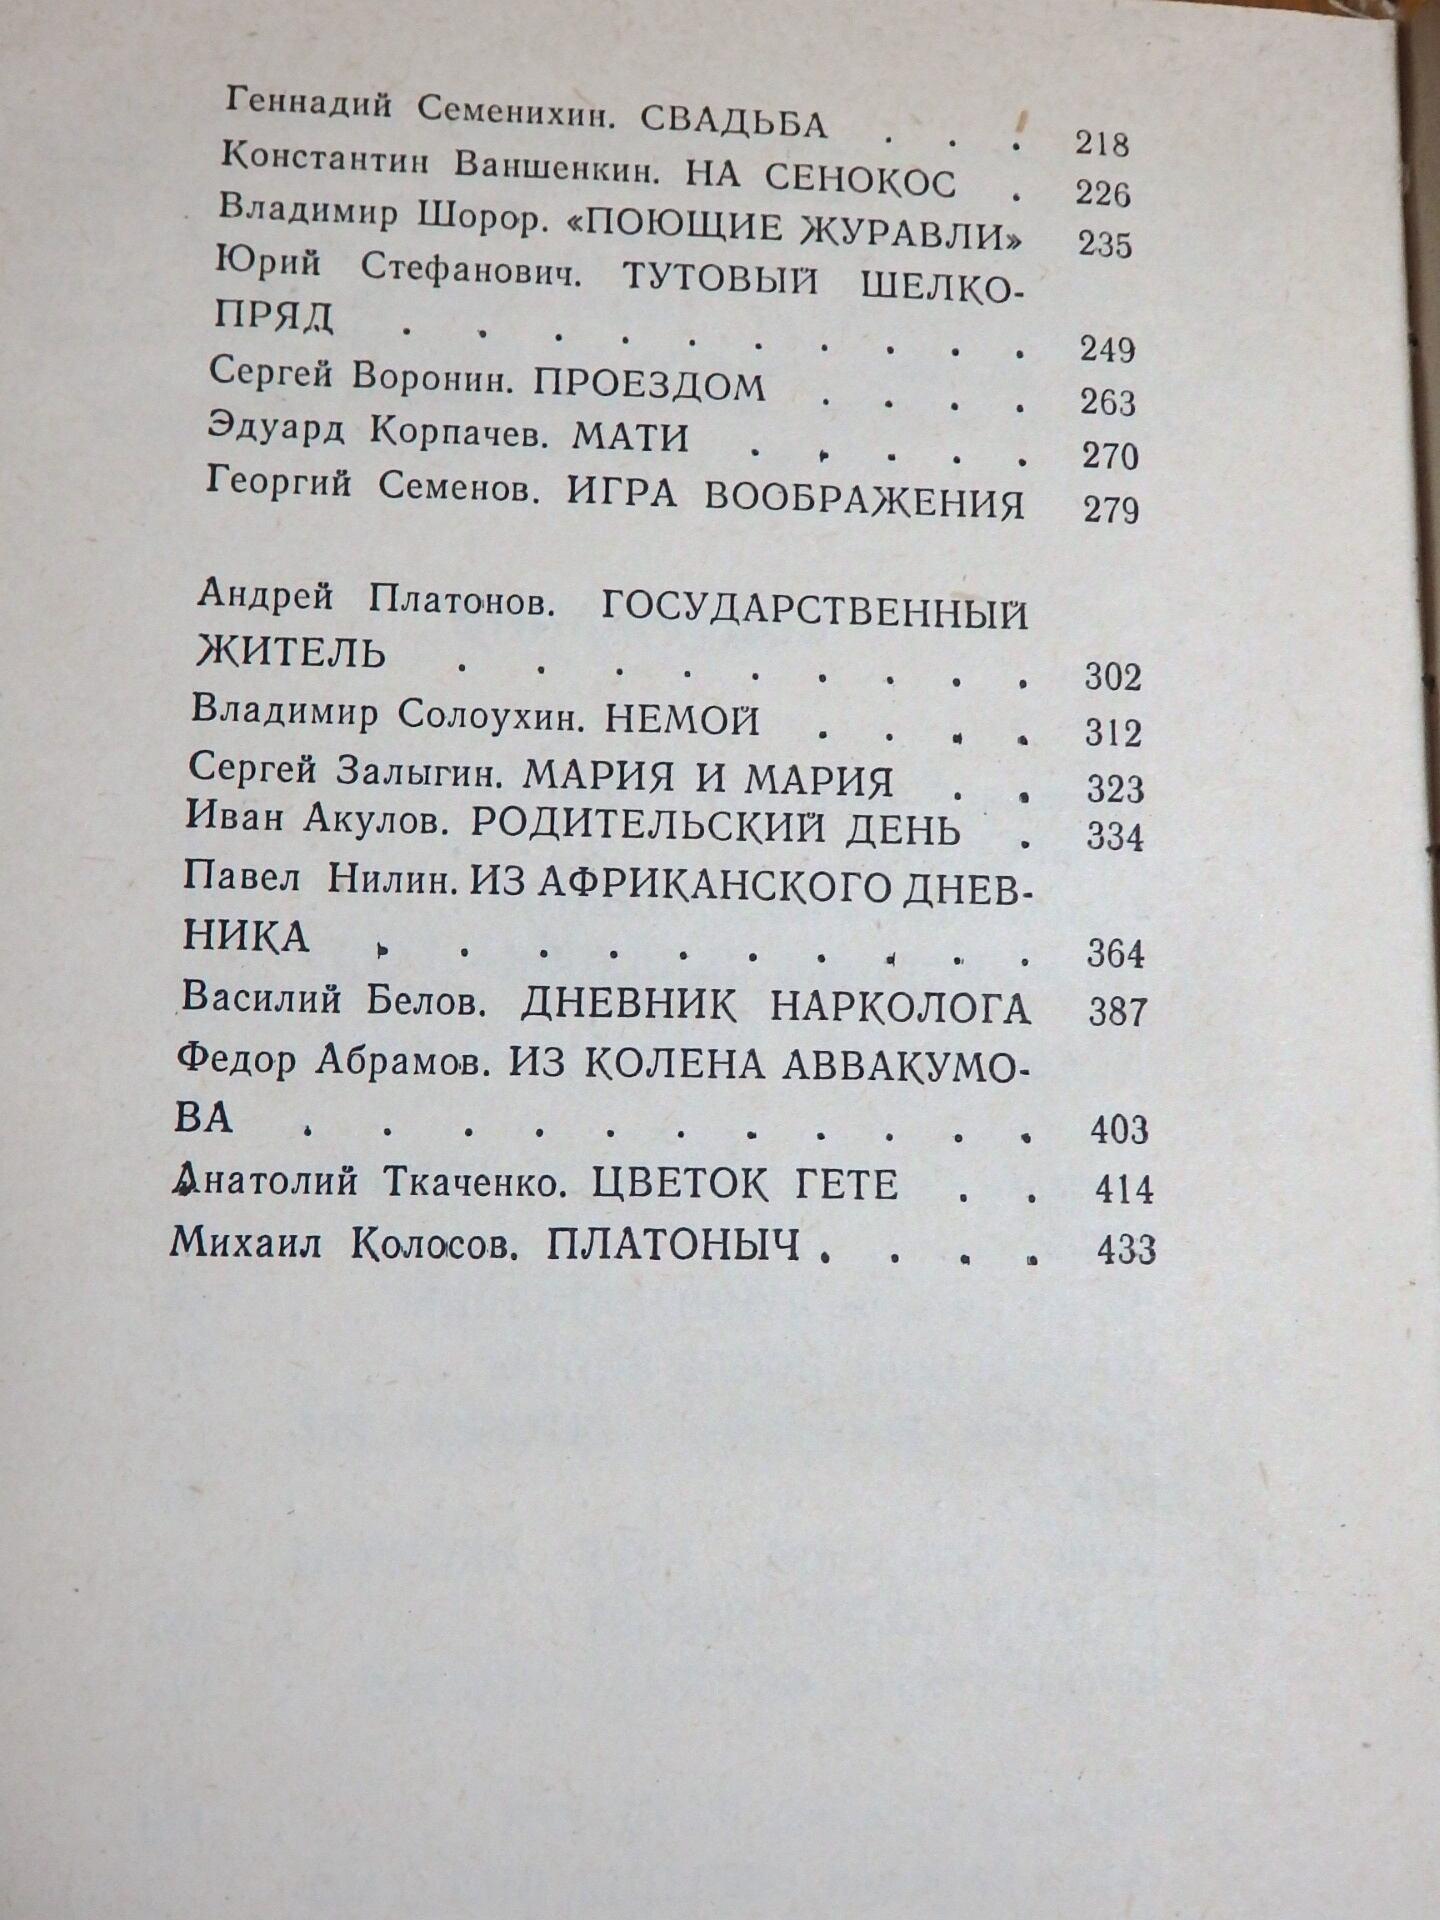 Геннадий Семенихин. СВАДЬБА . . . 218
Константин Ваншенкин. НА СЕНОКОС . 226
Владимир Шорор. «ПОЮЩИЕ ЖУРАВЛИ» 235
Юрий Стефанович. ТУТОВЫЙ ШЕЛКО-
ПРЯД . . . . . . . . . . 249
Сергей Воронин. ПРОЕЗДОМ . . . . 263
Эдуард Корпачев. МАТИ . . . . . 270
Георгий Семенов. ИГРА ВООБРАЖЕНИЯ 279
Андрей Платонов. ГОСУДАРСТВЕННЫЙ
ЖИТЕЛЬ . . . . . . . . . 302
Владимир Солоухин. НЕМОЙ . . . . 312
Сергей Залыгин. МАРИЯ И МАРИЯ . . 323
Иван Акулов. РОДИТЕЛЬСКИЙ ДЕНЬ . 334
Павел Нилин. ИЗ АФРИКАНСКОГО ДНЕВ-
НИКА . . . . . . . . . . 364
Василий Белов. ДНЕВНИК НАРКОЛОГА 387
Федор Абрамов. ИЗ КОЛЕНА АВВАКУМО-
ВА . . . . . . . . . . . 403
Анатолий Ткаченко. ЦВЕТОК ГЕТЕ . . 414
Михаил Колосов. ПЛАТОНЫЧ . . . . 433